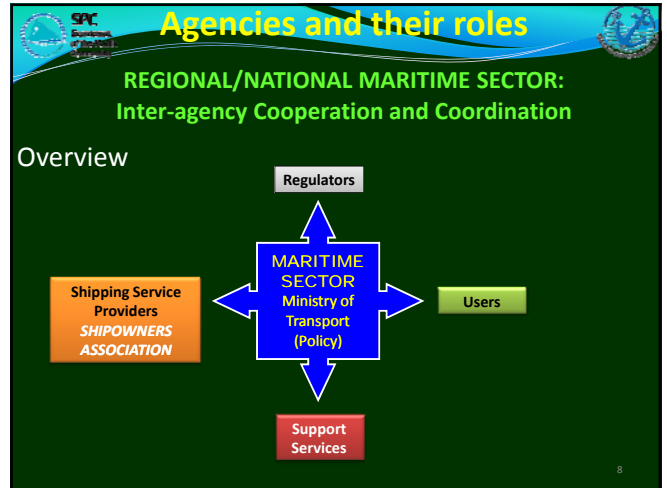 SPC
Agencies and their roles
REGIONAL/NATIONAL MARITIME SECTOR:
Inter-agency Cooperation and Coordination
Overview
Regulators
MARITIME
SECTOR
Ministry of
Transport
(Policy)
Shipping Service
Providers
SHIPOWNERS
ASSOCIATION
Users
Support
Services
8